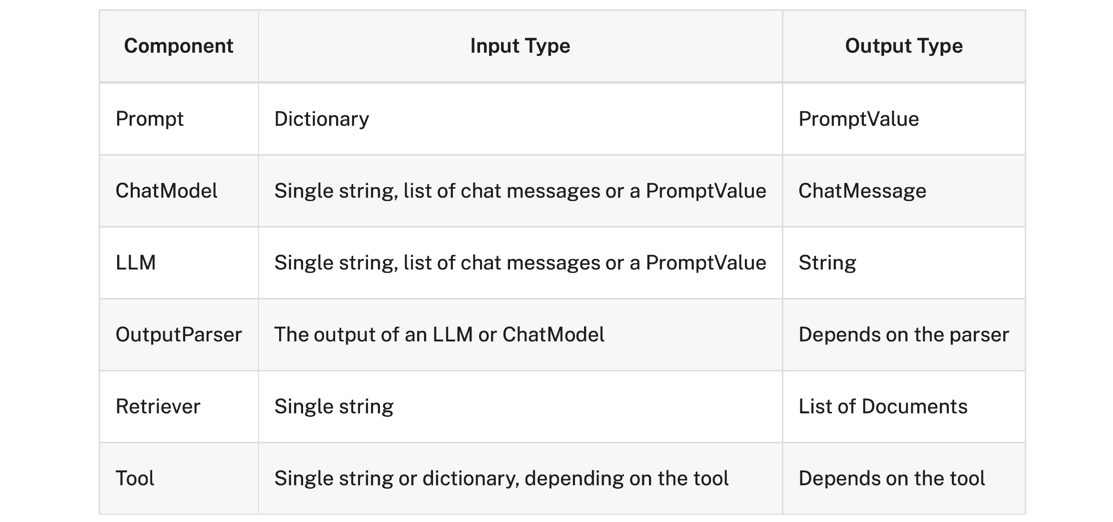 Component Input Type Output Type
Prompt Dictionary PromptValue
ChatModel Single string, list of chat messages or a PromptValue ChatMessage
LLM Single string, list of chat messages or a PromptValue String
OutputParser The output of an LLM or ChatModel Depends on the parser
Retriever Single string List of Documents
Tool Single string or dictionary, depending on the tool Depends on the tool